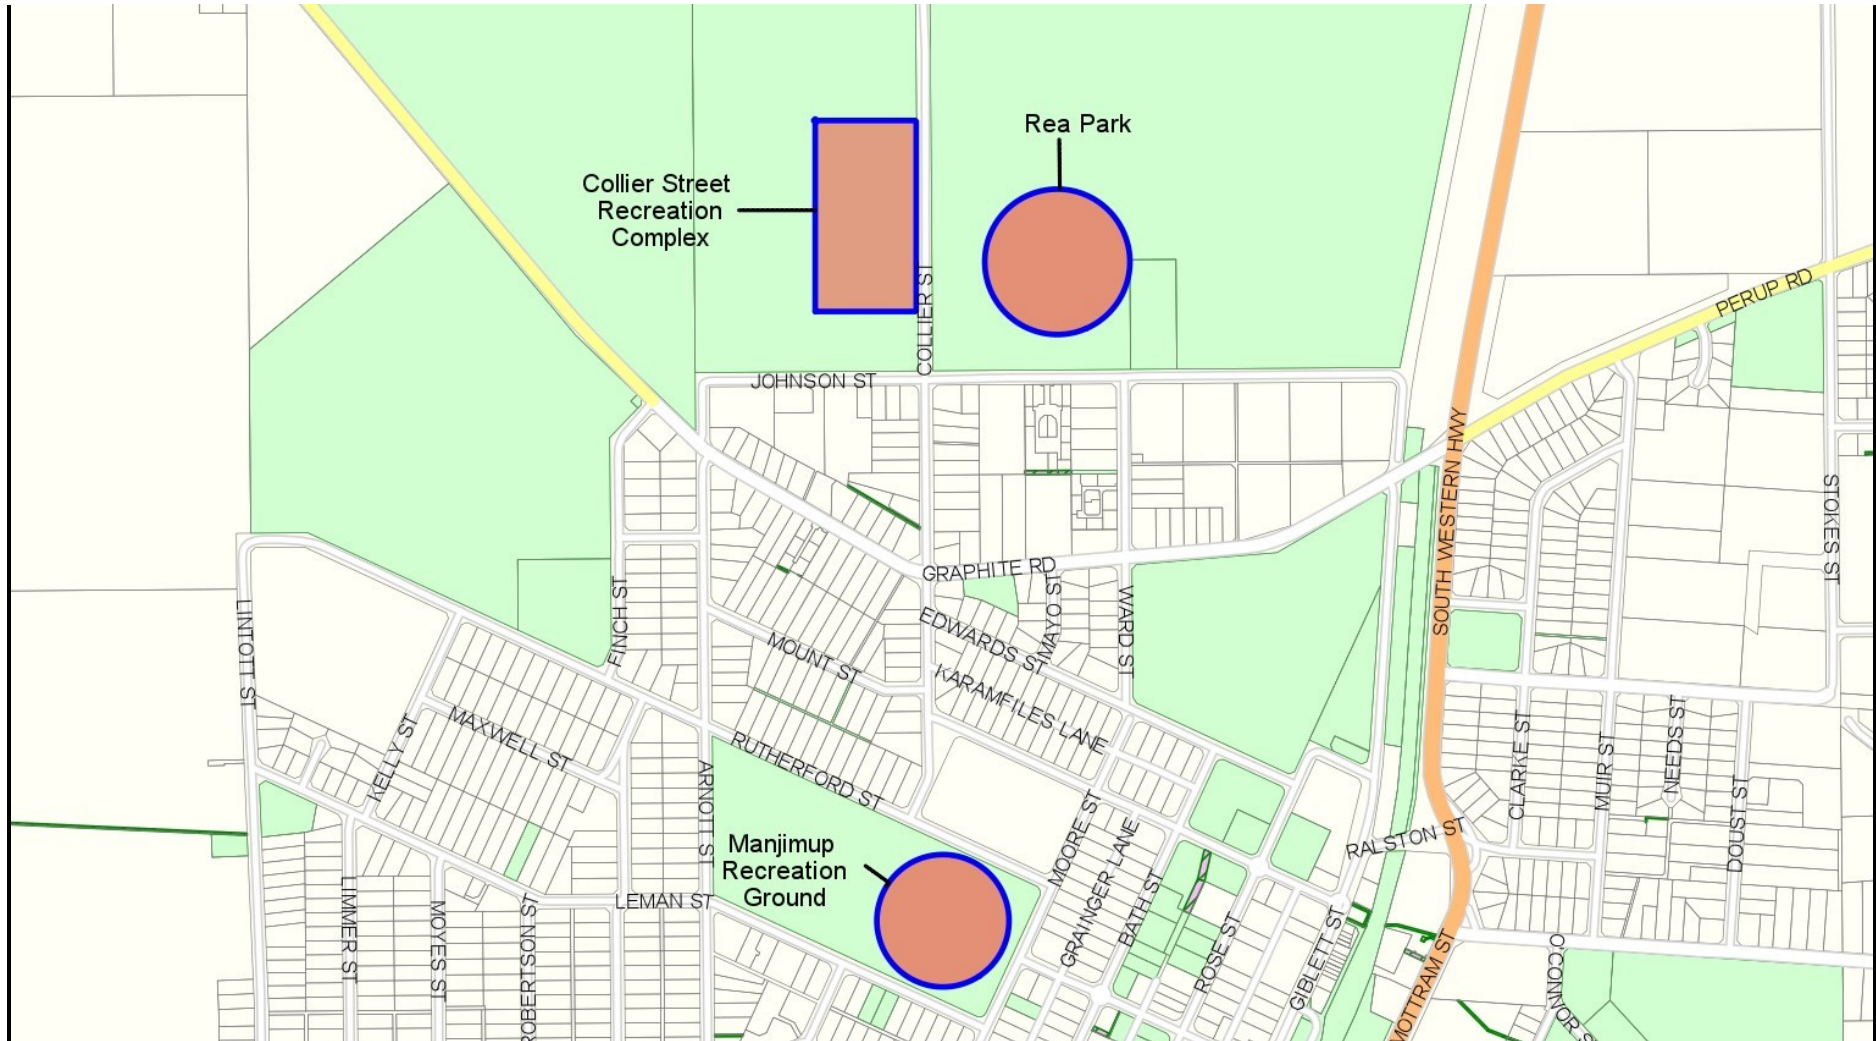 Rea Park
Collier Street
Recreation
Complex
COLLIER ST
PERUP RD
JOHNSON ST
SOUTH WESTERN HWY
STOKES ST
GRAPHITE RD
FINCH ST
MAYO ST
WARD ST
LINTOTT ST
EDWARDS ST
MOUNT ST
KARAMFILES LANE
MAXWELL ST
KELLY ST
RUTHERFORD ST
ARNOTT ST
CLARKE ST
MUIR ST
NEEDS ST
DOUST ST
MOORE ST
GRAINGER LANE
RALSTON ST
Manjimup
Recreation
Ground
LEMAN ST
LIMMER ST
MOYES ST
ROBERTSON ST
BATH ST
ROSE ST
GIBLETT ST
MOTTRAM ST
O'CONNOR S